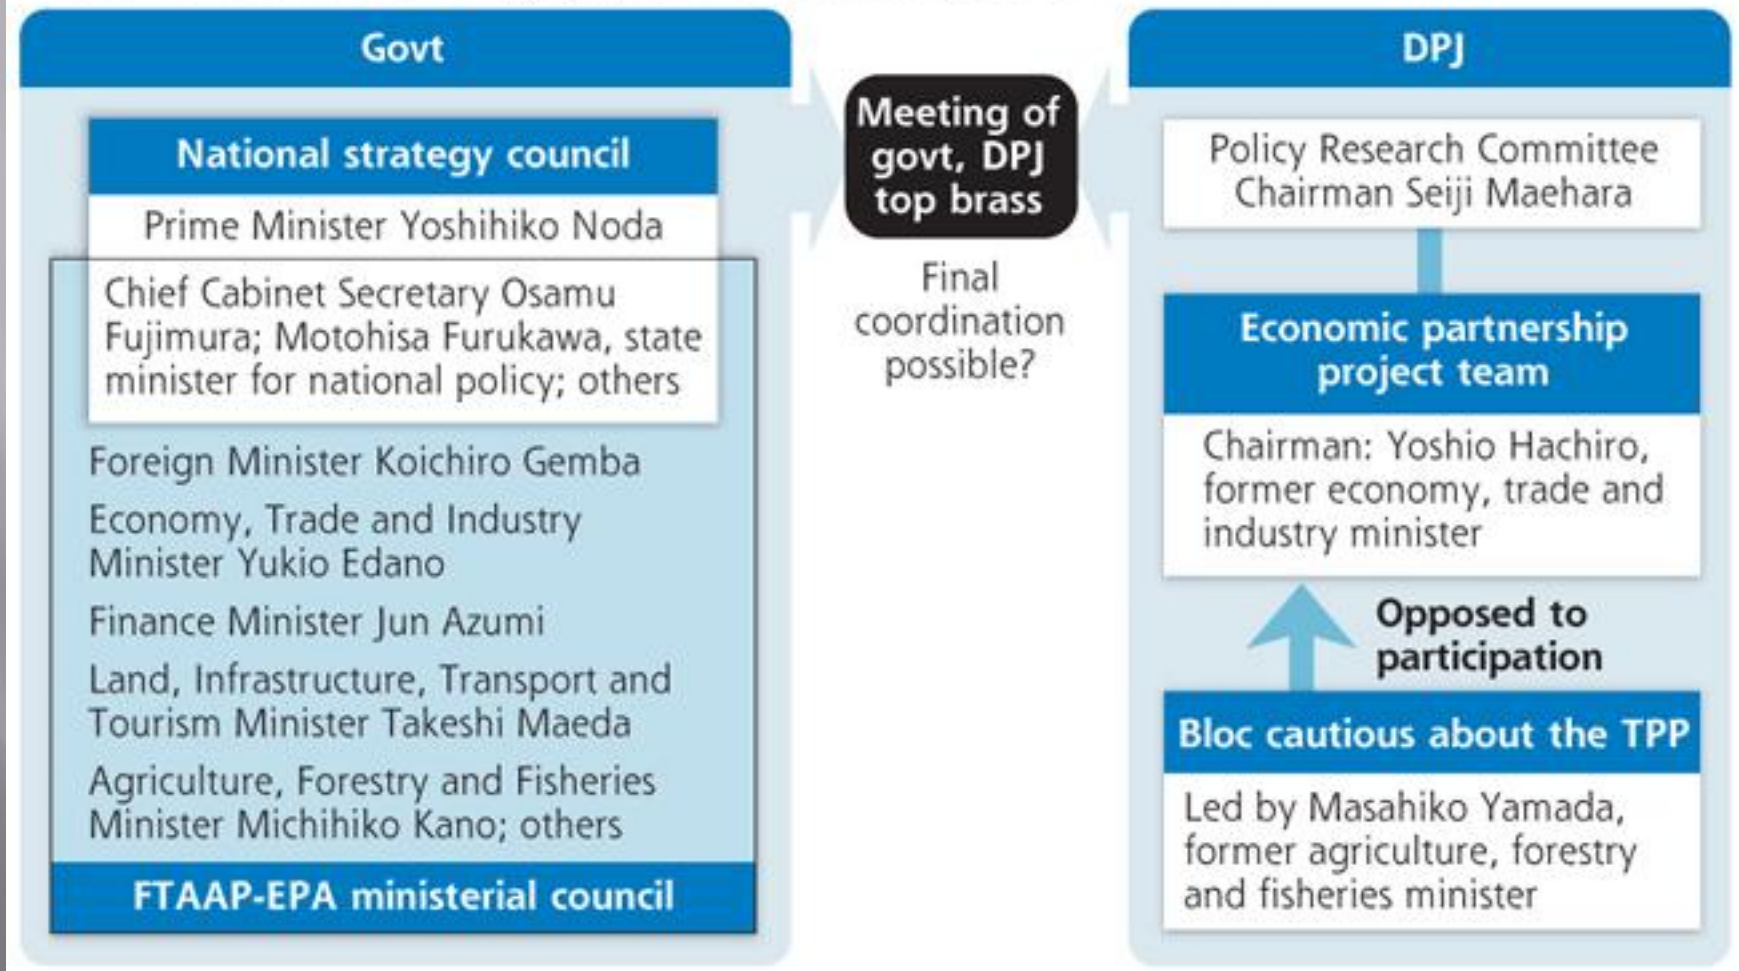 Govt
National strategy council
Prime Minister Yoshihiko Noda
Chief Cabinet Secretary Osamu
Fujimura; Motohisa Furukawa, state
minister for national policy; others
Foreign Minister Koichiro Gemba
Economy, Trade and Industry
Minister Yukio Edano
Finance Minister Jun Azumi
Land, Infrastructure, Transport and
Tourism Minister Takeshi Maeda
Agriculture, Forestry and Fisheries
Minister Michihiko Kano; others
FTAAP-EPA ministerial council
Meeting of
govt, DPJ
top brass
Final
coordination
possible?
DPJ
Policy Research Committee
Chairman Seiji Maehara
Economic partnership
project team
Chairman: Yoshio Hachiro,
former economy, trade and
industry minister
Opposed to
participation
Bloc cautious about the TPP
Led by Masahiko Yamada,
former agriculture, forestry
and fisheries minister